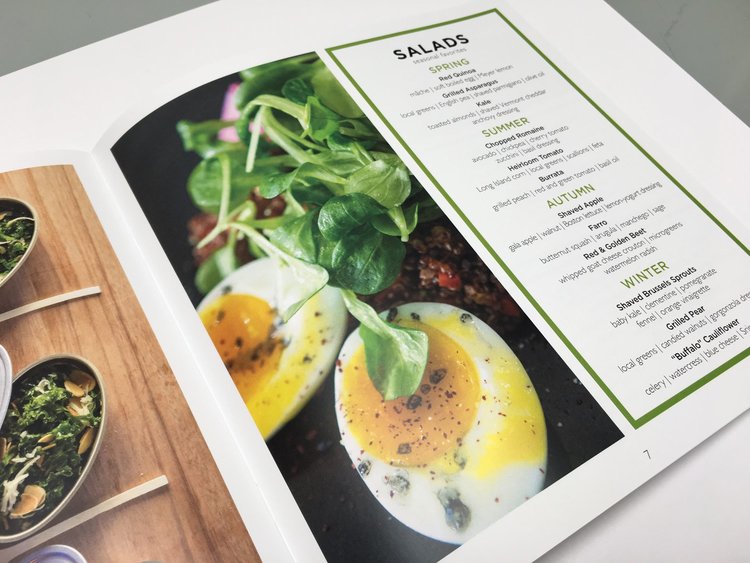 SALADS
seasonal favorites
SPRING
Red Quinoa
mâche | soft boiled egg | Meyer lemon
Grilled Asparagus
local greens | English pea | shaved parmigiano | olive oil
Kale
toasted almonds | shaved Vermont cheddar
anchovy dressing
SUMMER
Chopped Romaine
avocado | chickpea | cherry tomato
zucchini | basil dressing
Heirloom Tomato
Long Island corn | local greens | scallions | feta
Burrata
grilled peach | red and green tomato | basil oil
AUTUMN
Shaved Apple
gala apple | walnut | Boston lettuce | lemon-yogurt dressing
Farro
butternut squash | arugula | manchego | sage
Red & Golden Beet
whipped goat cheese crouton | microgreens
watermelon radish
WINTER
Shaved Brussels Sprouts
baby kale | clementine | pomegranate
fennel | orange vinaigrette
Grilled Pear
local greens | candied walnuts | gorgonzola
"Buffalo" Cauliflower
celery | watercress | blue cheese |
7